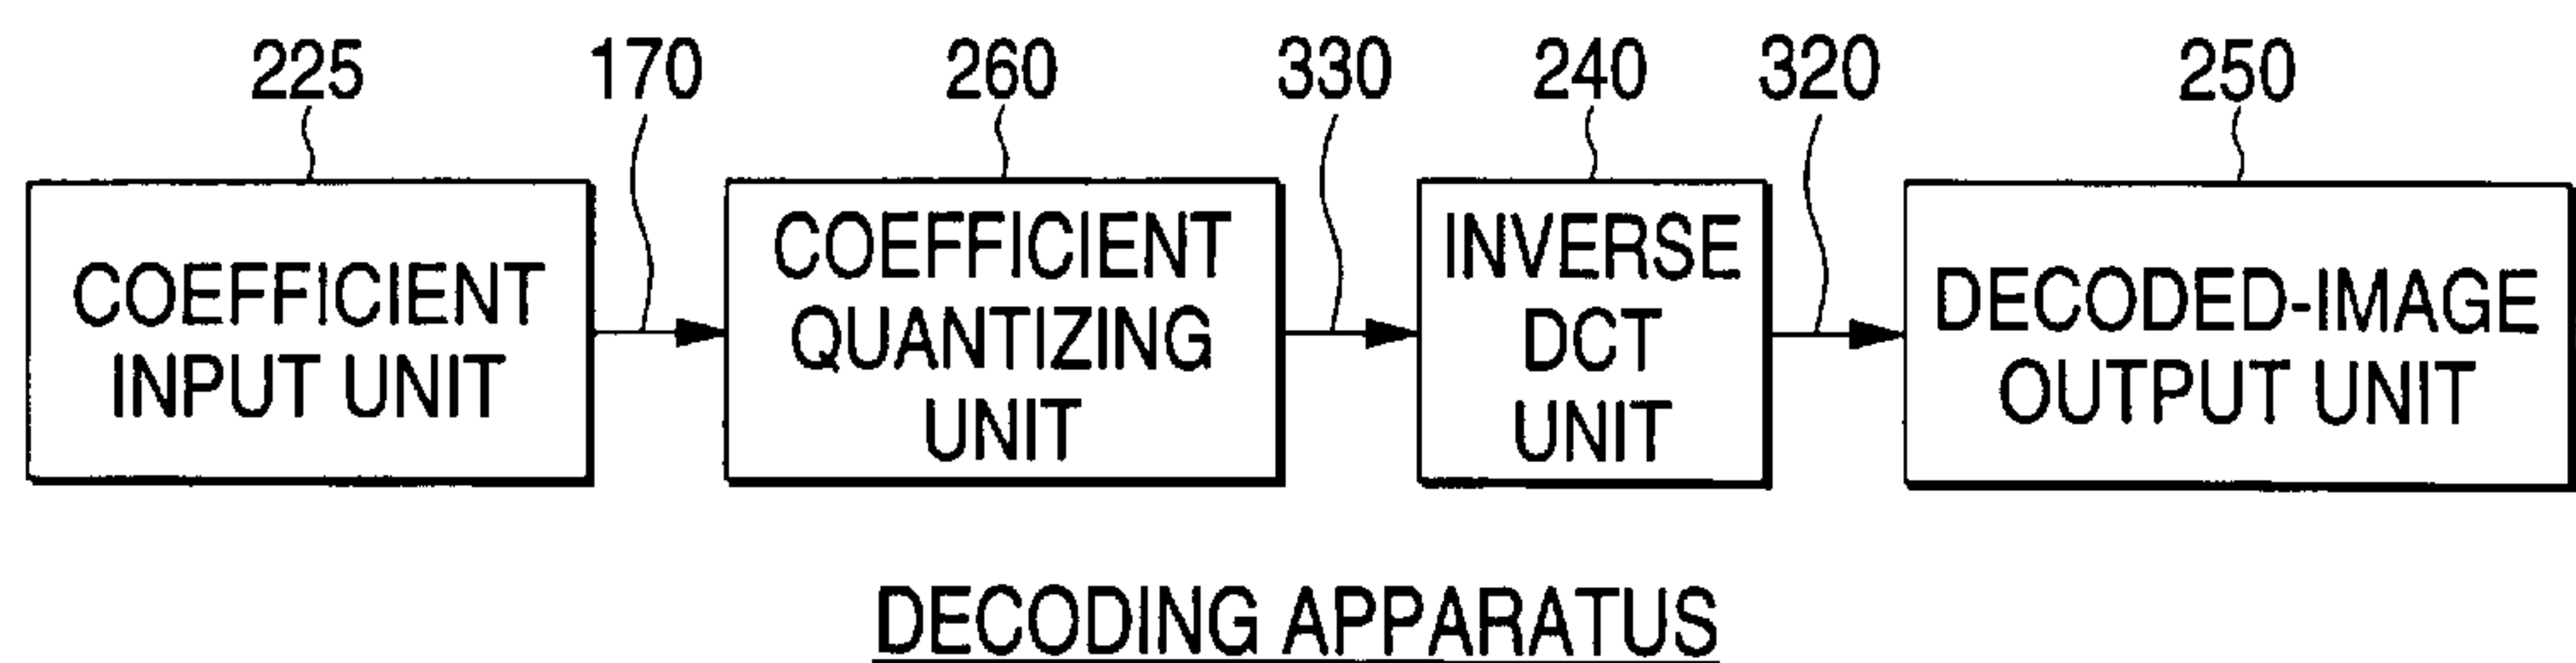 225 170 260 330 240 320 250
COEFFICIENT
INPUT UNIT
COEFFICIENT
QUANTIZING
UNIT
INVERSE
DCT
UNIT
DECODED-IMAGE
OUTPUT UNIT
DECODING APPARATUS